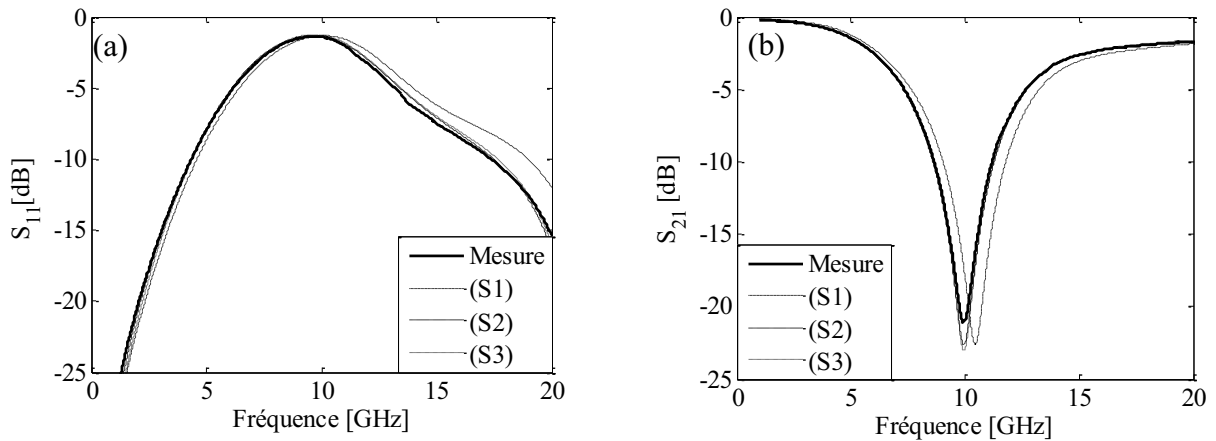 (a)
0
-5
-10
-15
-20
-25
S11[dB]
Mesure
(S1)
(S2)
(S3)
0 5 10 15 20
Fréquence [GHz]
(b)
0
-5
-10
-15
-20
-25
S21 [dB]
Mesure
(S1)
(S2)
(S3)
0 5 10 15 20
Fréquence [GHz]